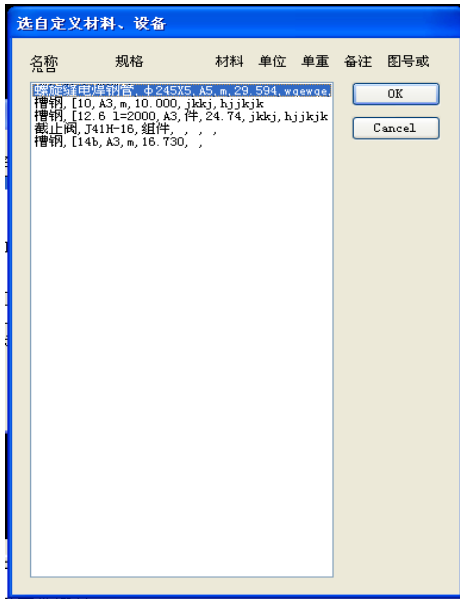 选自定义材料、设备
名称 规格 材料 单位 单重 备注 图号或
螺旋缝电焊钢管,φ245X5,A5,m,29.594,wqewqe,
槽钢,[10,A3,m,10.000,jkkj,hjjkjk
槽钢,[12.6 l=2000,A3,件,24.74,jkkj,hjjkjk
截止阀,J41H-16,组件, , , ,
槽钢,[14b,A3,m,16.730, ,
OK
Cancel